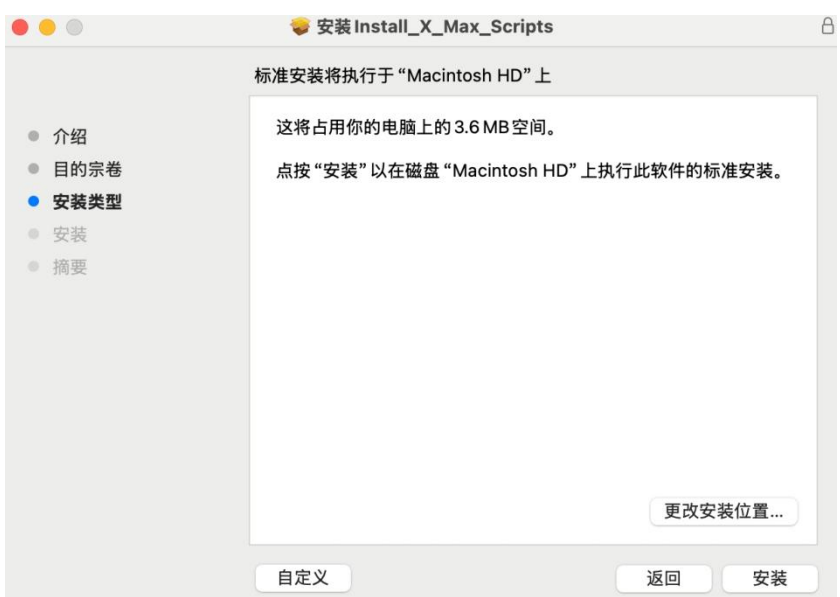 安装 Install_X_Max_Scripts
标准安装将执行于“Macintosh HD”上
介绍
目的宗卷
安装类型
安装
摘要
这将占用你的电脑上的 3.6 MB 空间。
点按“安装”以在磁盘“Macintosh HD”上执行此软件的标准安装。
更改安装位置...
自定义
返回
安装